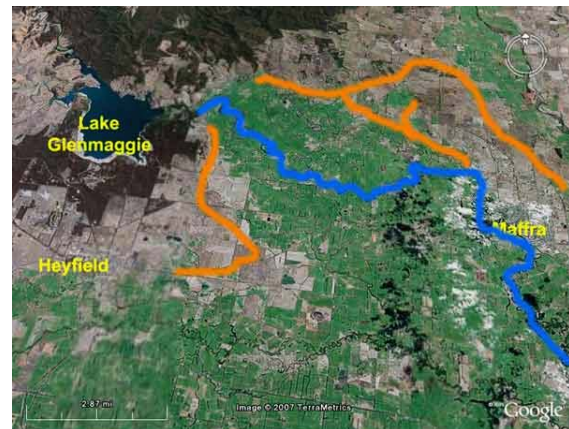 Lake
Glenmaggie
Maffra
Heyfield
2.87 mi
Image © 2007 TerraMetrics
Google